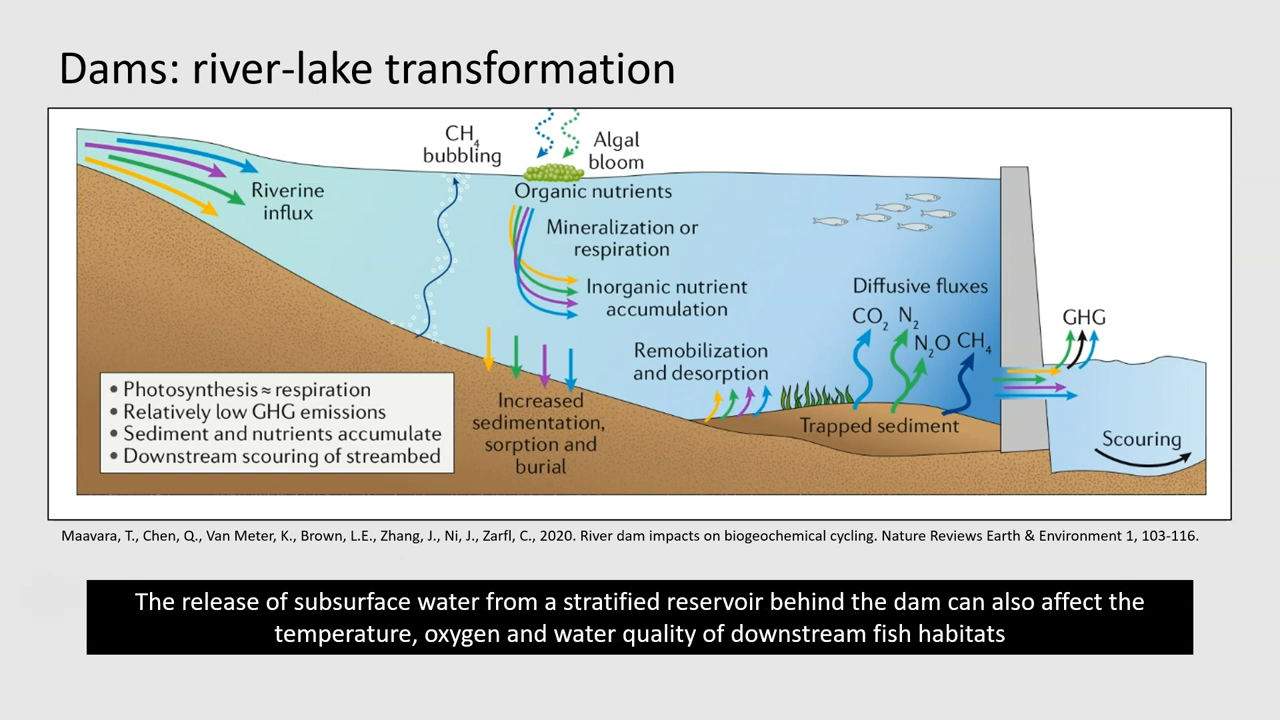 Dams: river-lake transformation
CH4
bubbling
Algal
bloom
Riverine
influx
Organic nutrients
Mineralization or
respiration
Inorganic nutrient
accumulation
Diffusive fluxes
CO2 N2
N2O CH4
GHG
Remobilization
and desorption
Increased
sedimentation,
sorption and
burial
Trapped sediment
Scouring
• Photosynthesis ≈ respiration
• Relatively low GHG emissions
• Sediment and nutrients accumulate
• Downstream scouring of streambed
Maavara, T., Chen, Q., Van Meter, K., Brown, L.E., Zhang, J., Ni, J., Zarfl, C., 2020. River dam impacts on biogeochemical cycling. Nature Reviews Earth & Environment 1, 103-116.
The release of subsurface water from a stratified reservoir behind the dam can also affect the
temperature, oxygen and water quality of downstream fish habitats